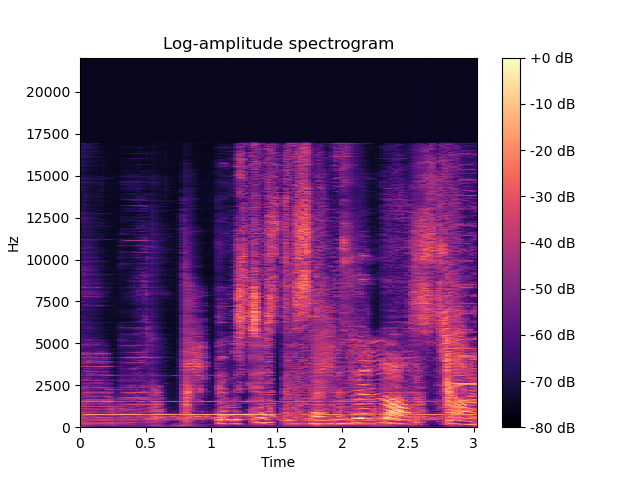 Log-amplitude spectrogram
Hz
20000
17500
15000
12500
10000
7500
5000
2500
0
0 0.5 1 1.5 2 2.5 3
Time
+0 dB
-10 dB
-20 dB
-30 dB
-40 dB
-50 dB
-60 dB
-70 dB
-80 dB